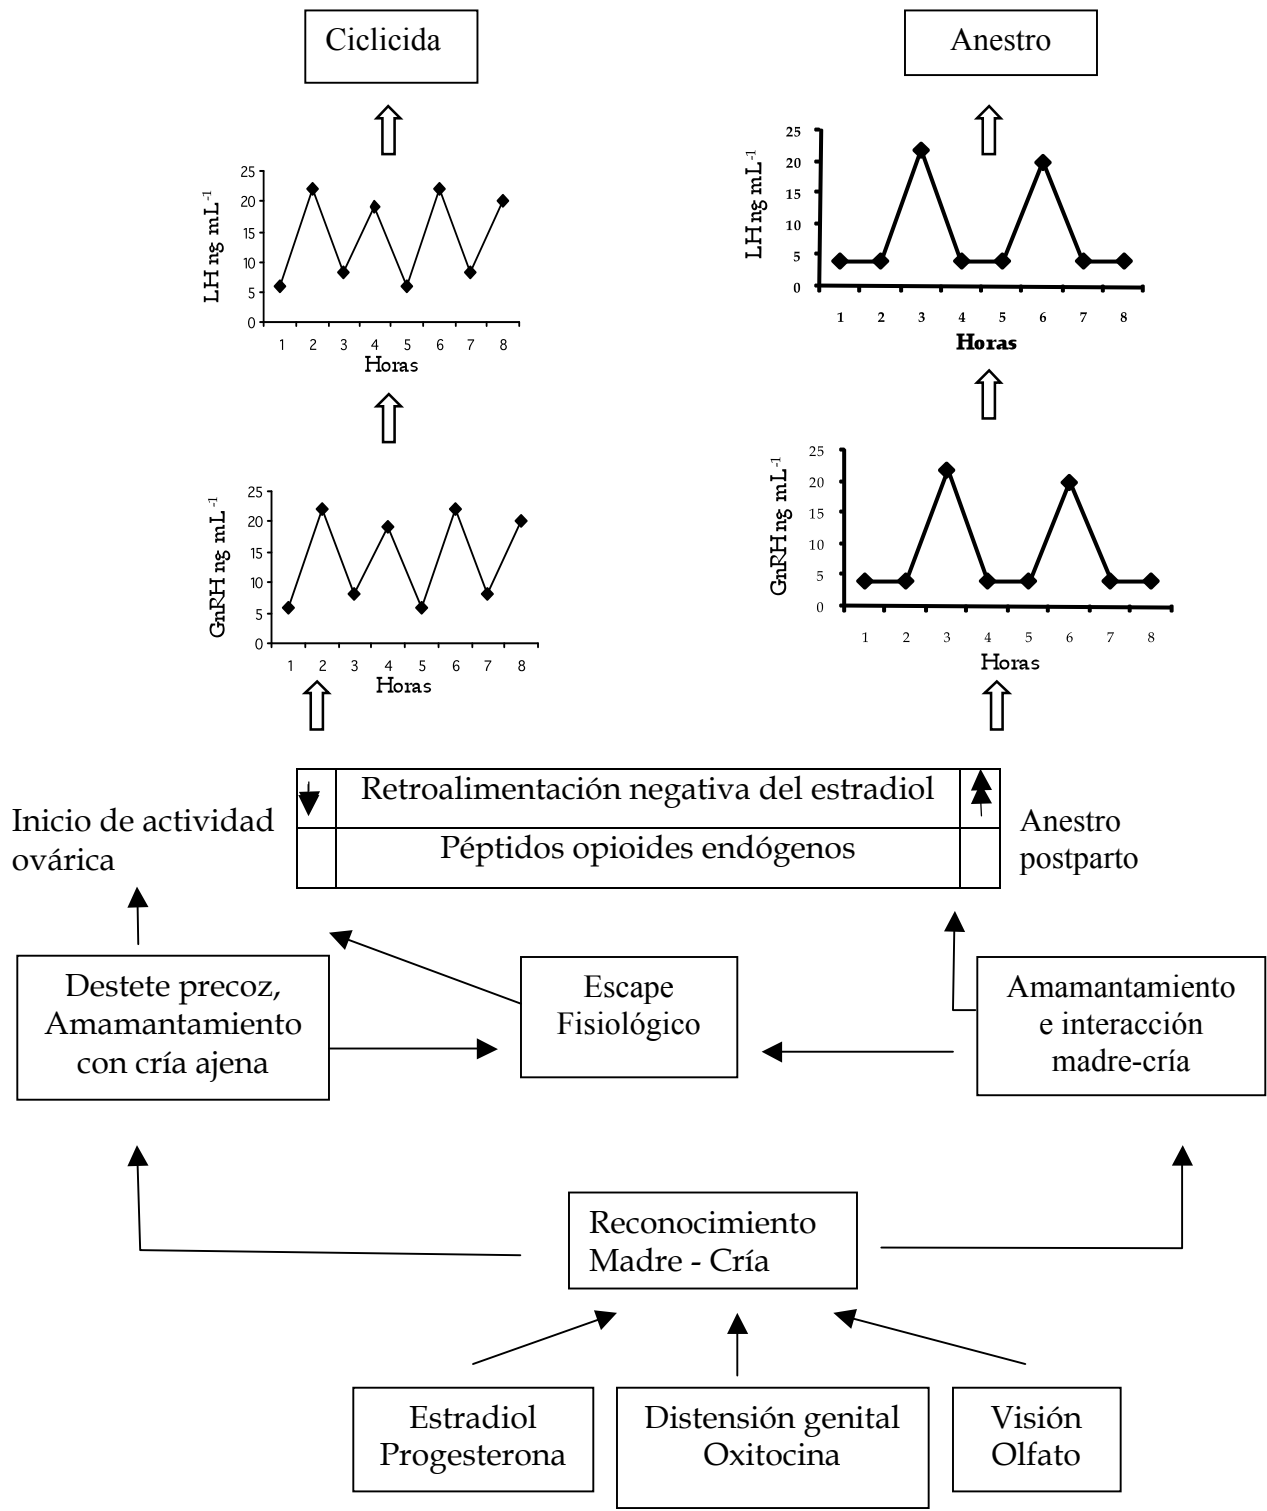 Ciclicida
Anestro
LH ng mL-1
25
20
15
10
5
0
1 2 3 4 5 6 7 8
Horas
LH ng mL-1
25
20
15
10
5
0
1 2 3 4 5 6 7 8
Horas
GnRH ng mL-1
25
20
15
10
5
0
1 2 3 4 5 6 7 8
Horas
GnRH ng mL-1
25
20
15
10
5
0
1 2 3 4 5 6 7 8
Horas
Inicio de actividad
ovárica
Retroalimentación negativa del estradiol
Péptidos opioides endógenos
Anestro
postparto
Destete precoz,
Amamantamiento
con cría ajena
Escape
Fisiológico
Amamantamiento
e interacción
madre-cría
Reconocimiento
Madre - Cría
Estradiol
Progesterona
Distensión genital
Oxitocina
Visión
Olfato